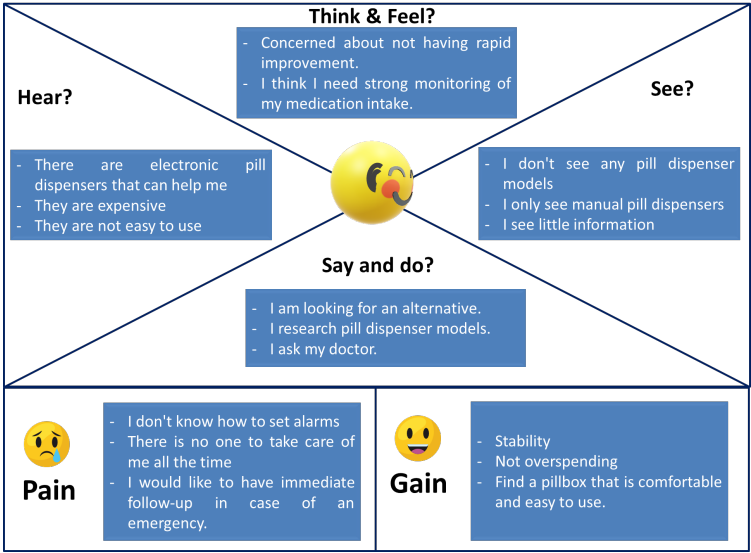 Think & Feel?
- Concerned about not having rapid
improvement.
- I think I need strong monitoring of
my medication intake.
Hear?
- There are electronic pill
dispensers that can help me
- They are expensive
- They are not easy to use
See?
- I don't see any pill dispenser
models
- I only see manual pill dispensers
- I see little information
Say and do?
- I am looking for an alternative.
- I research pill dispenser models.
- I ask my doctor.
Pain
- I don't know how to set alarms
- There is no one to take care of
me all the time
- I would like to have immediate
follow-up in case of an
emergency.
Gain
- Stability
- Not overspending
- Find a pillbox that is comfortable
and easy to use.